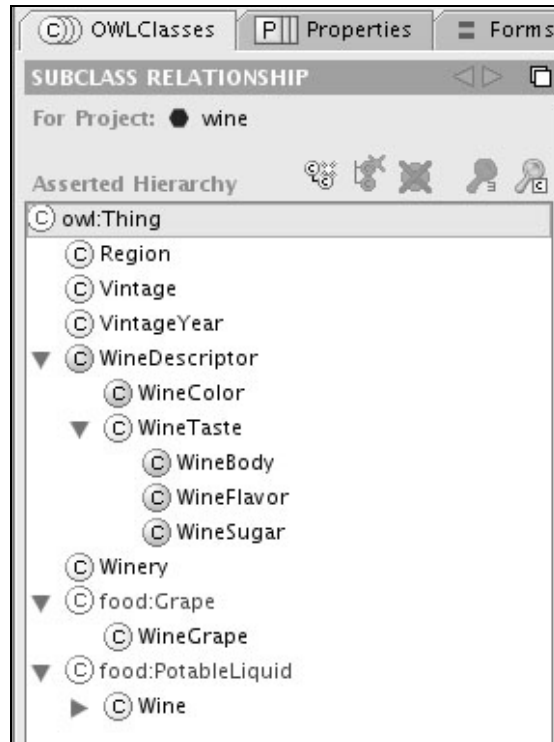 OWLClasses Properties Forms
SUBCLASS RELATIONSHIP
For Project: wine
Asserted Hierarchy
owl:Thing
Region
Vintage
VintageYear
WineDescriptor
WineColor
WineTaste
WineBody
WineFlavor
WineSugar
Winery
food:Grape
WineGrape
food:PotableLiquid
Wine